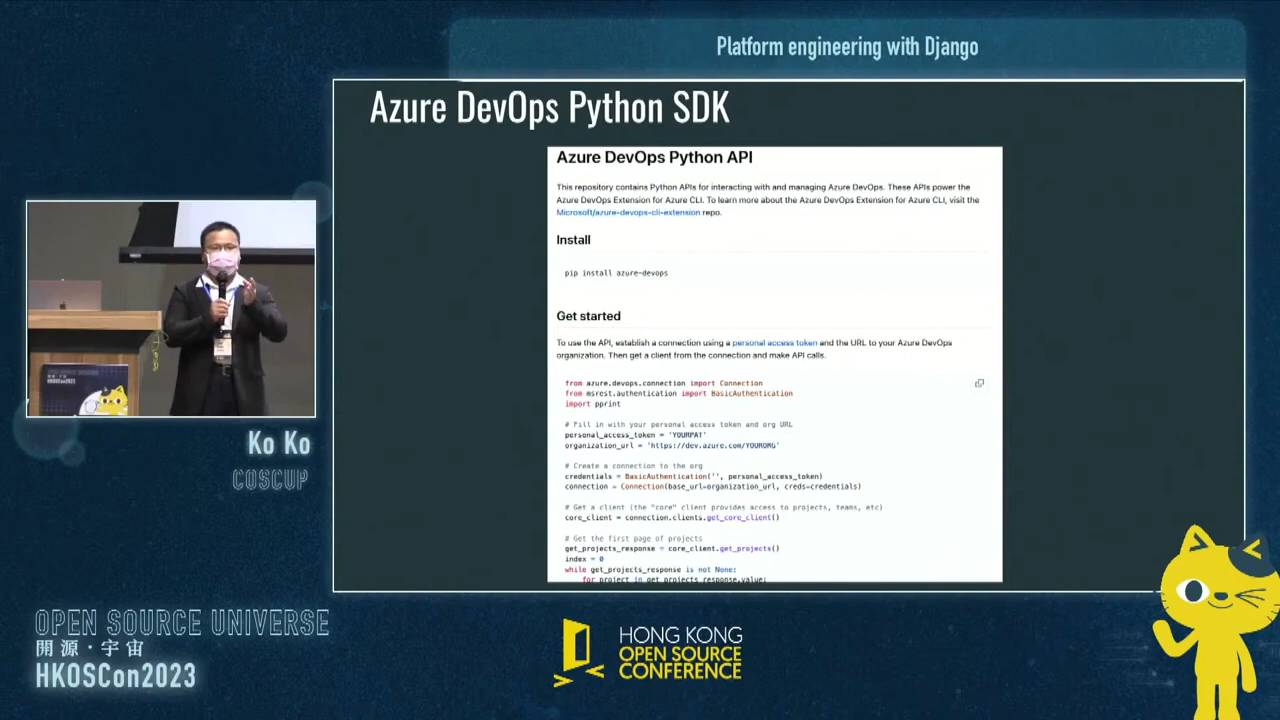 Platform engineering with Django
Azure DevOps Python SDK
Azure DevOps Python API
This repository contains Python APIs for interacting with and managing Azure DevOps. These APIs power the
Azure DevOps Extension for Azure CLI. To learn more about the Azure DevOps Extension for Azure CLI, visit the
Microsoft/azure-devops-cli-extension repo.
Install
pip install azure-devops
Get started
To use the API, establish a connection using a personal access token and the URL to your Azure DevOps
organization. Then get a client from the connection and make API calls.
from azure.devops.connection import Connection
from msrest.authentication import BasicAuthentication
import pprint
# Fill in with your personal access token and org URL
personal_access_token = 'YOURPAT'
organization_url = 'https://dev.azure.com/YOURORG'
# Create a connection to the org
credentials = BasicAuthentication('', personal_access_token)
connection = Connection(base_url=organization_url, creds=credentials)
# Get a client (the "core" client provides access to projects, teams, etc)
core_client = connection.clients.get_core_client()
# Get the first page of projects
get_projects_response = core_client.get_projects()
index = 0
while get_projects_response is not None:
for project in get_projects_response.value:
HKOSCon2023
Ko Ko
COSCUP
OPEN SOURCE UNIVERSE
開源・宇宙
HKOSCon2023
HONG KONG
OPEN SOURCE
CONFERENCE